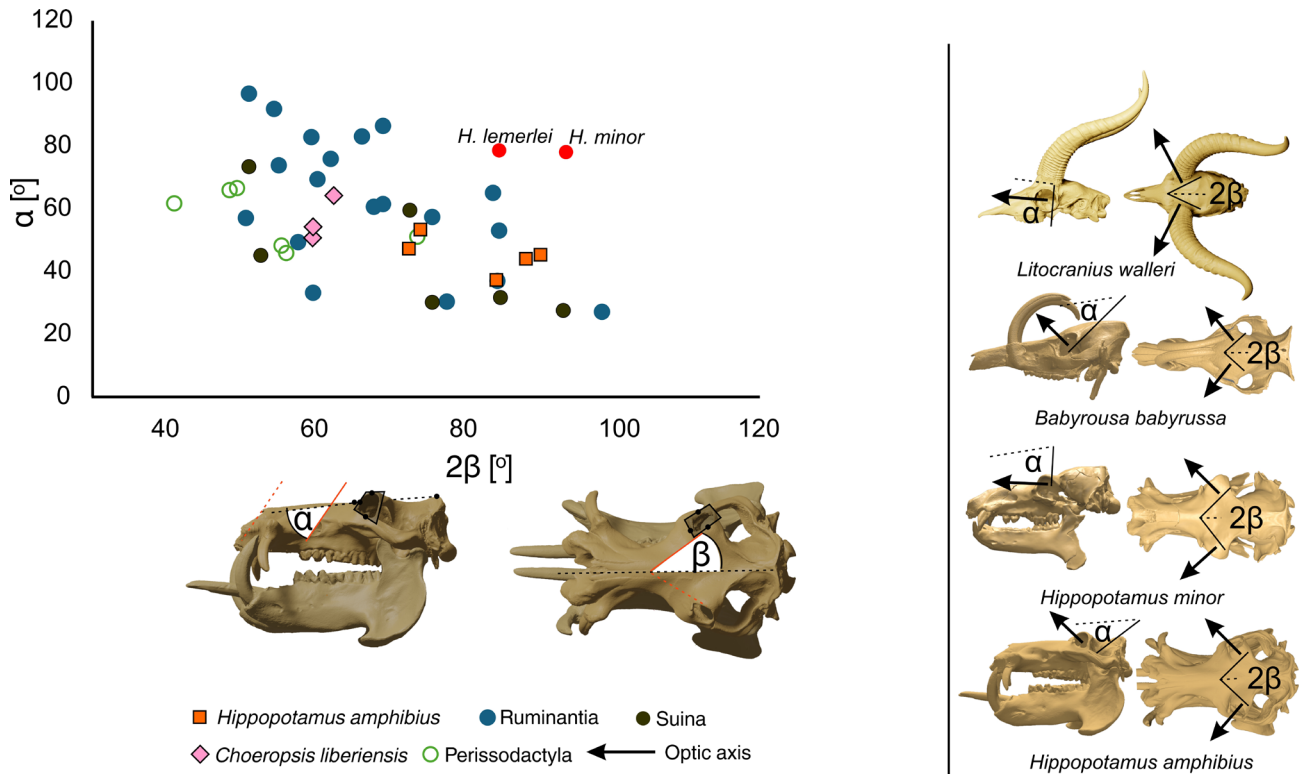 120
100
80
60
40
20
0
α [º]
H. lemerlei
H. minor
40
60
80
100
120
2β [º]
α
β
Hippopotamus amphibius
Ruminantia
Suina
Choeropsis liberiensis
Perissodactyla
Optic axis
α
2β
Litocranius walleri
α
2β
Babyrousa babyrussa
α
2β
Hippopotamus minor
α
2β
Hippopotamus amphibius